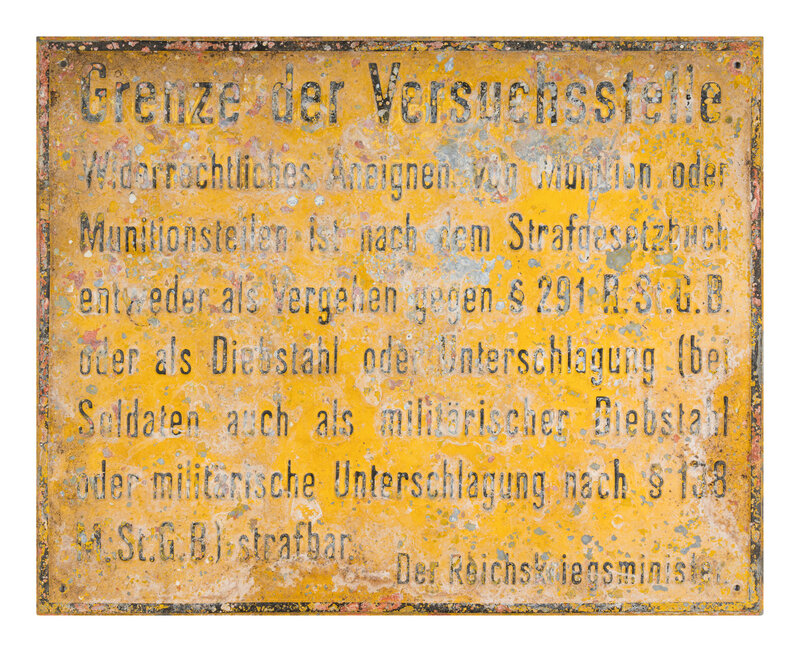 Grenze der Versuchsstelle
Widerrechtliches Aneignen von Munition oder
Munitionsteilen ist nach dem Strafgesetzbuch
entweder als Vergehen gegen § 291 R.St.G.B.
oder als Diebstahl oder Unterschlagung (bei
Soldaten auch als militärischer Diebstahl
oder militärische Unterschlagung nach § 138
M.St.G.B.) strafbar.
Der Reichskriegsminister.